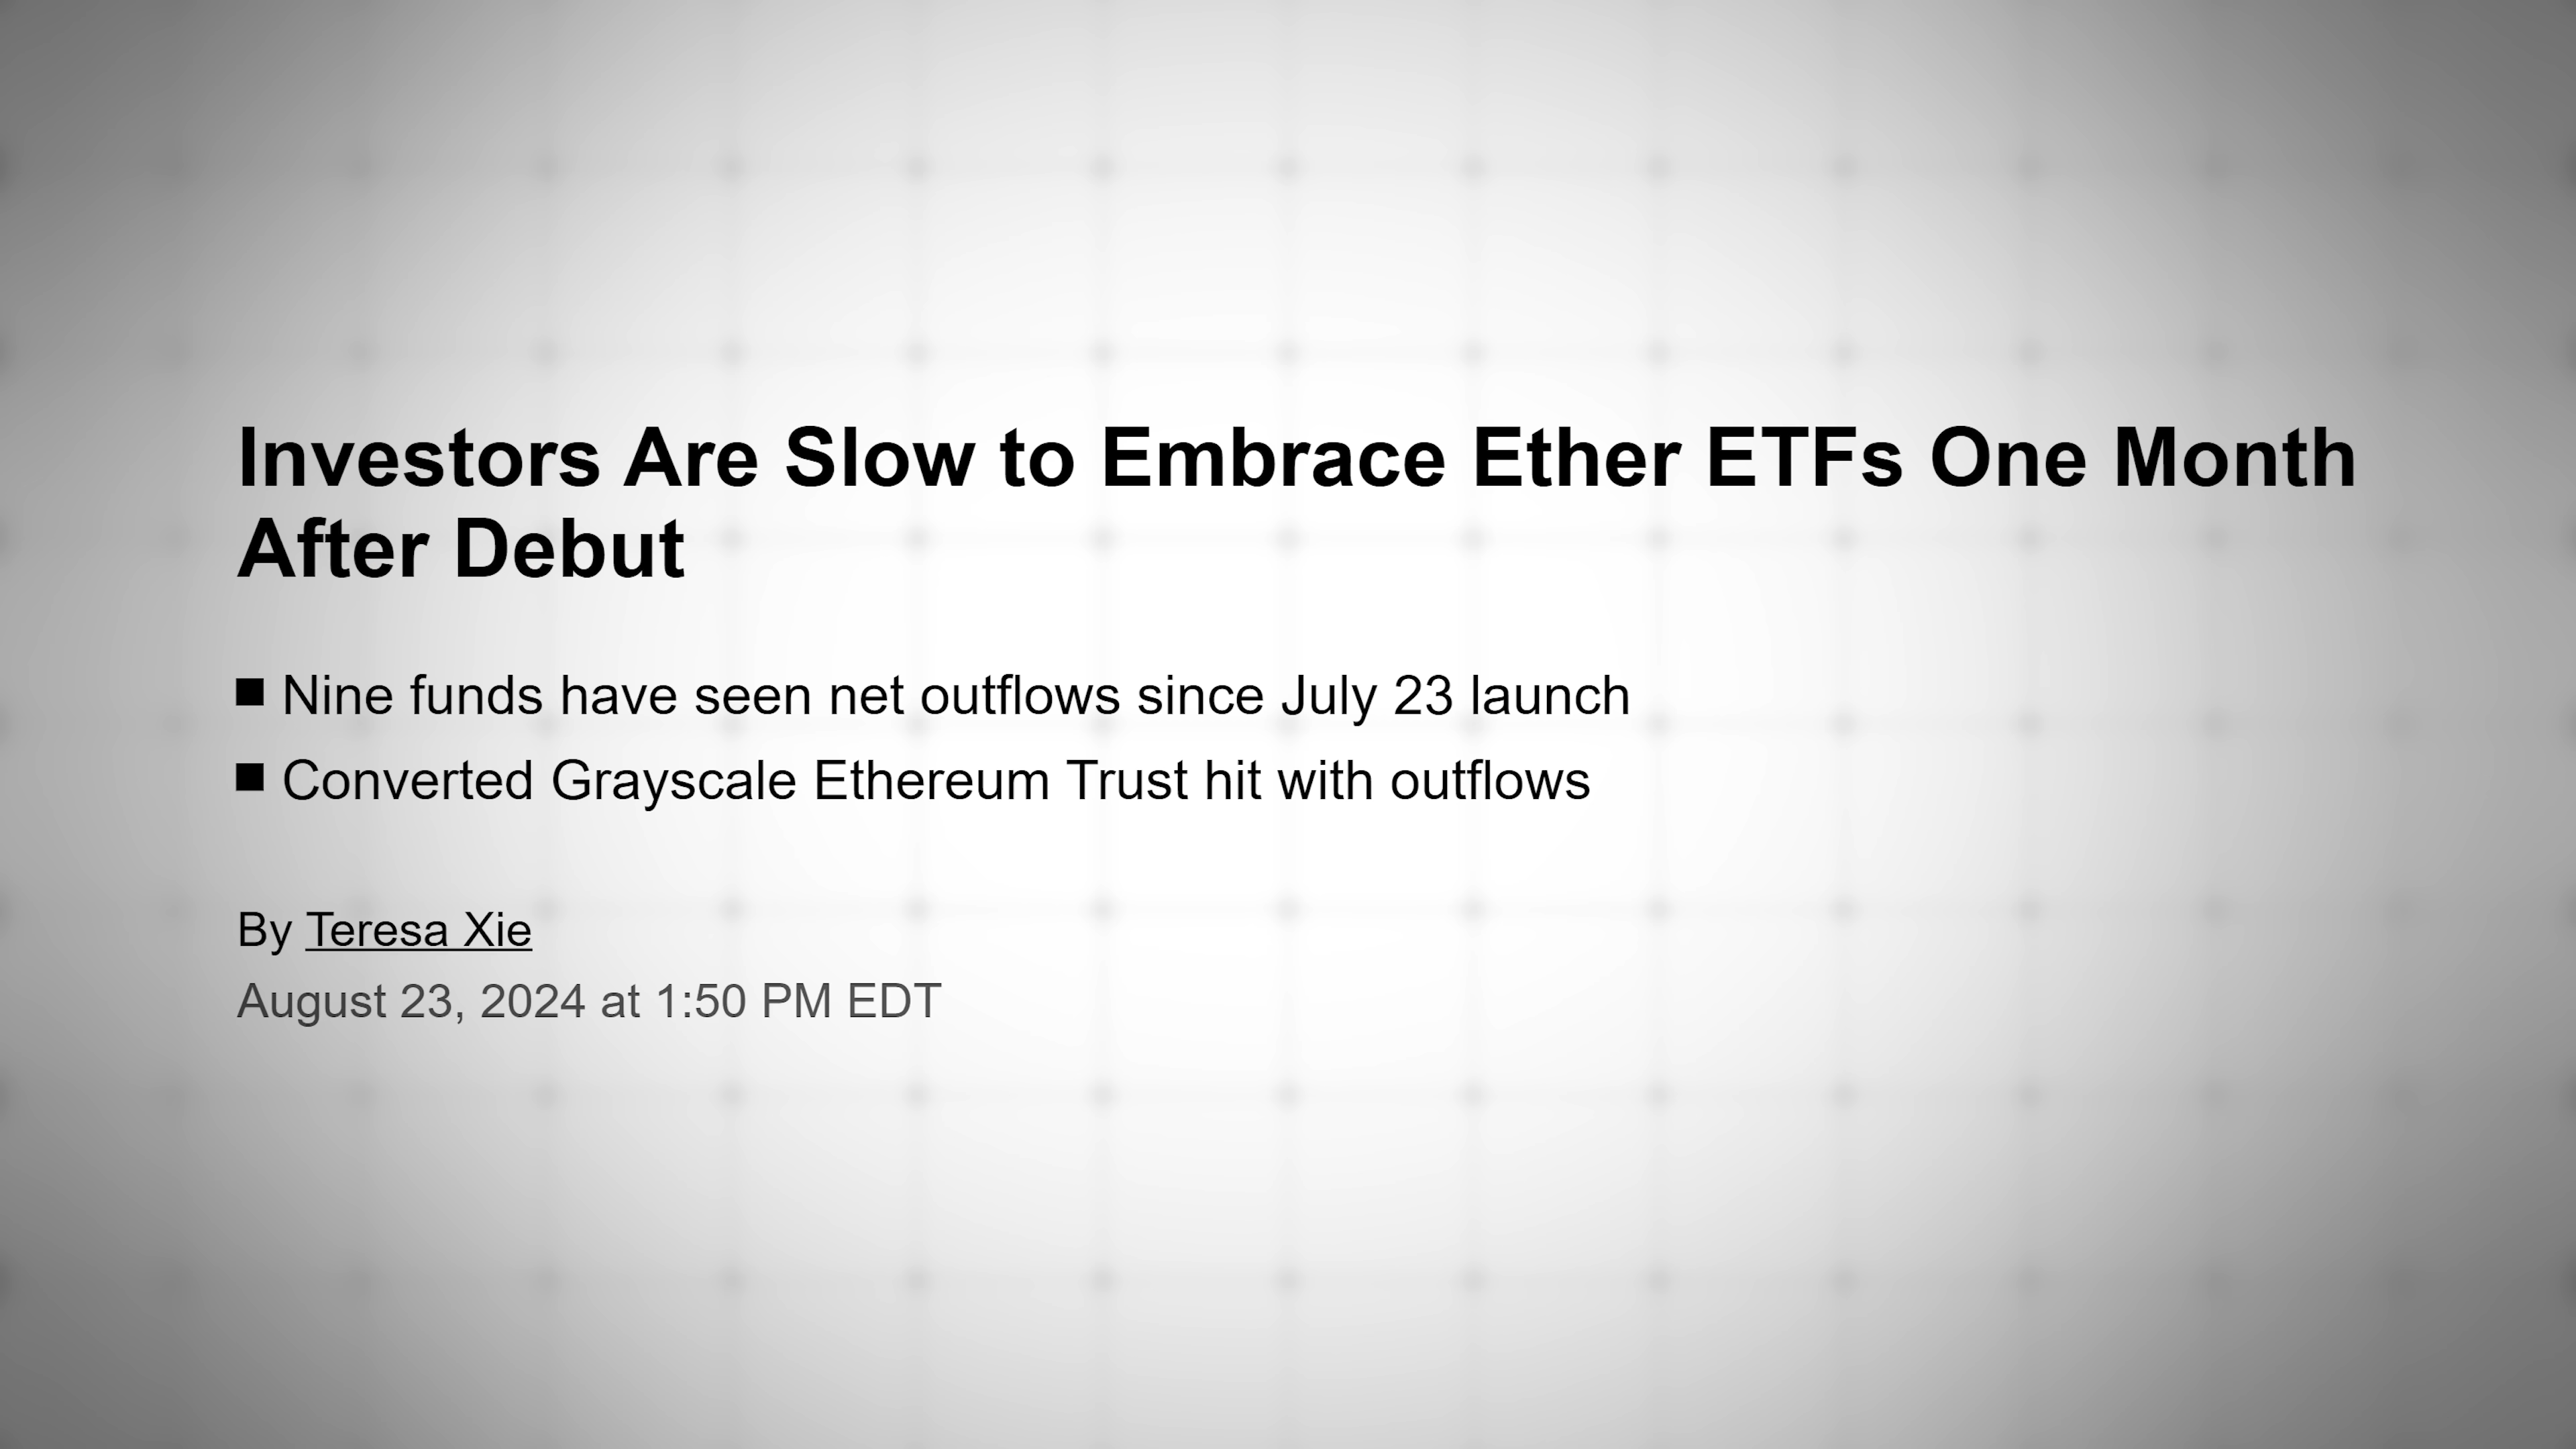 Investors Are Slow to Embrace Ether ETFs One Month
After Debut
■ Nine funds have seen net outflows since July 23 launch
■ Converted Grayscale Ethereum Trust hit with outflows
By Teresa Xie
August 23, 2024 at 1:50 PM EDT